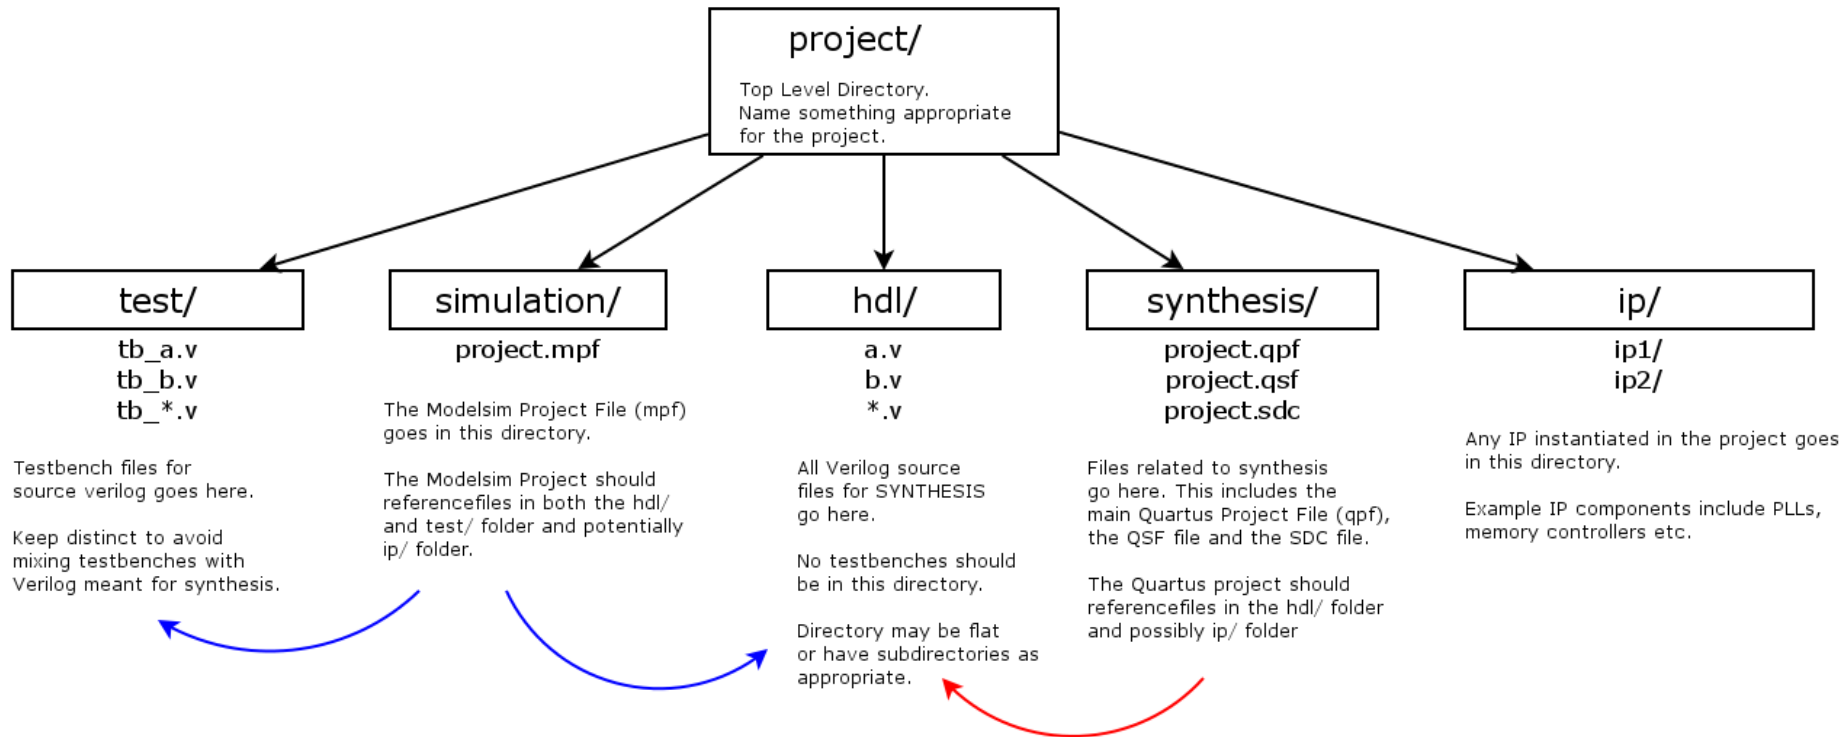 project/
Top Level Directory.
Name something appropriate
for the project.
test/
tb_a.v
tb_b.v
tb_*.v
Testbench files for
source verilog goes here.
Keep distinct to avoid
mixing testbenches with
Verilog meant for synthesis.
simulation/
project.mpf
The Modelsim Project File (mpf)
goes in this directory.
The Modelsim Project should
referencefiles in both the hdl/
and test/ folder and potentially
ip/ folder.
hdl/
a.v
b.v
*.v
All Verilog source
files for SYNTHESIS
go here.
No testbenches should
be in this directory.
Directory may be flat
or have subdirectories as
appropriate.
synthesis/
project.qpf
project.qsf
project.sdc
Files related to synthesis
go here. This includes the
main Quartus Project File (qpf),
the QSF file and the SDC file.
The Quartus project should
referencefiles in the hdl/ folder
and possibly ip/ folder
ip/
ip1/
ip2/
Any IP instantiated in the project goes
in this directory.
Example IP components include PLLs,
memory controllers etc.